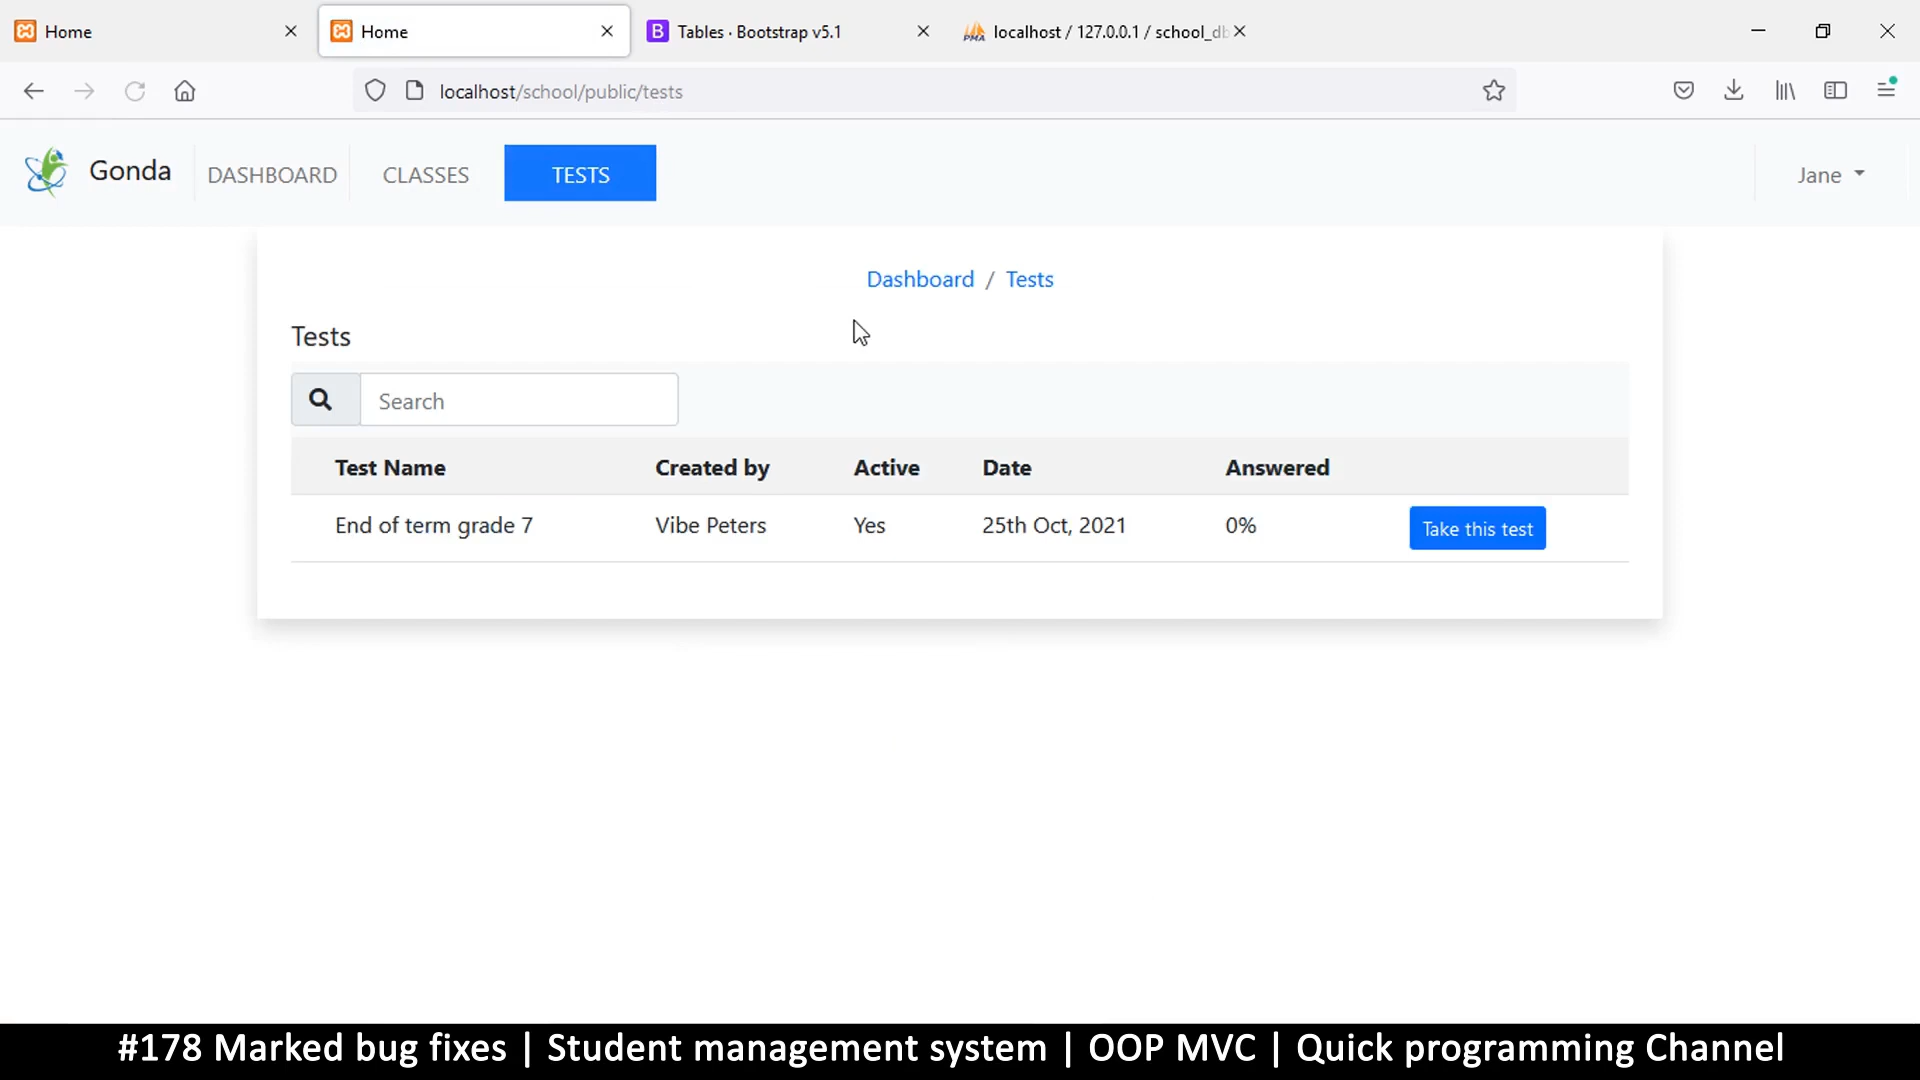 Home
Home
Tables · Bootstrap v5.1
localhost / 127.0.0.1 / school_db
localhost/school/public/tests
Gonda
DASHBOARD
CLASSES
TESTS
Jane
Dashboard / Tests
Tests
Search
Test Name Created by Active Date Answered
End of term grade 7 Vibe Peters Yes 25th Oct, 2021 0% Take this test
#178 Marked bug fixes | Student management system | OOP MVC | Quick programming Channel